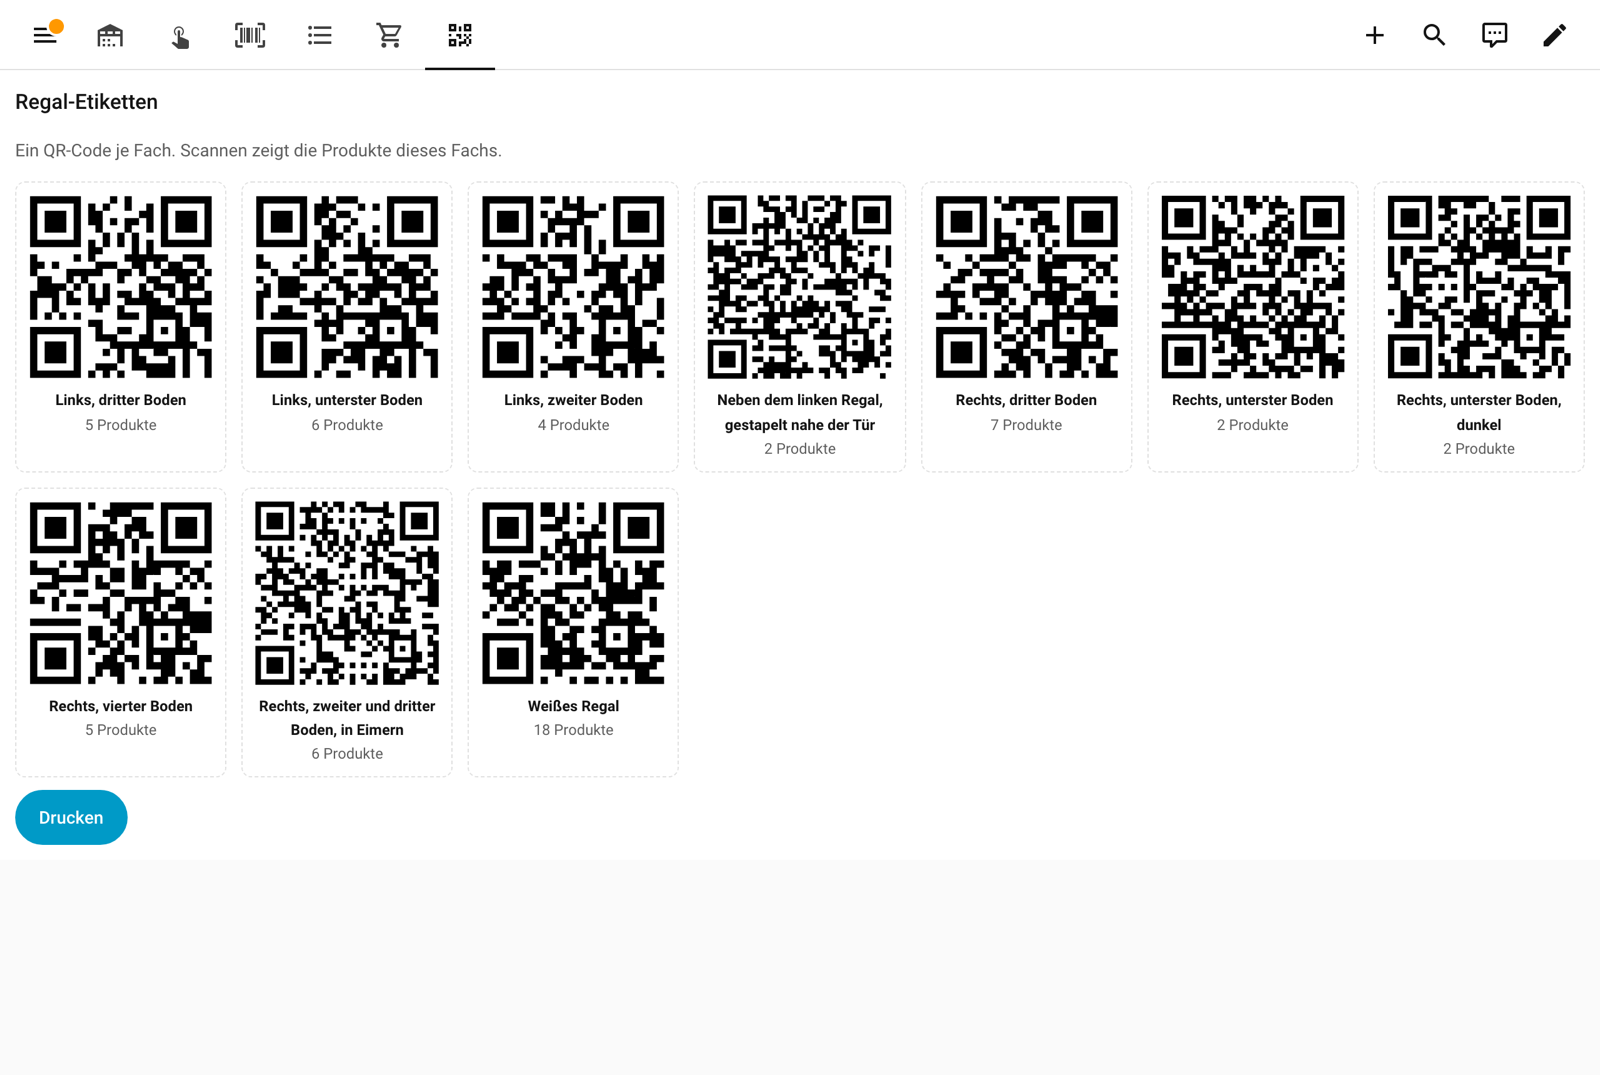 Regal-Etiketten
Ein QR-Code je Fach. Scannen zeigt die Produkte dieses Fachs.
Links, dritter Boden
5 Produkte
Links, unterster Boden
6 Produkte
Links, zweiter Boden
4 Produkte
Neben dem linken Regal,
gestapelt nahe der Tür
2 Produkte
Rechts, dritter Boden
7 Produkte
Rechts, unterster Boden
2 Produkte
Rechts, unterster Boden,
dunkel
2 Produkte
Rechts, vierter Boden
5 Produkte
Rechts, zweiter und dritter
Boden, in Eimern
6 Produkte
Weißes Regal
18 Produkte
Drucken